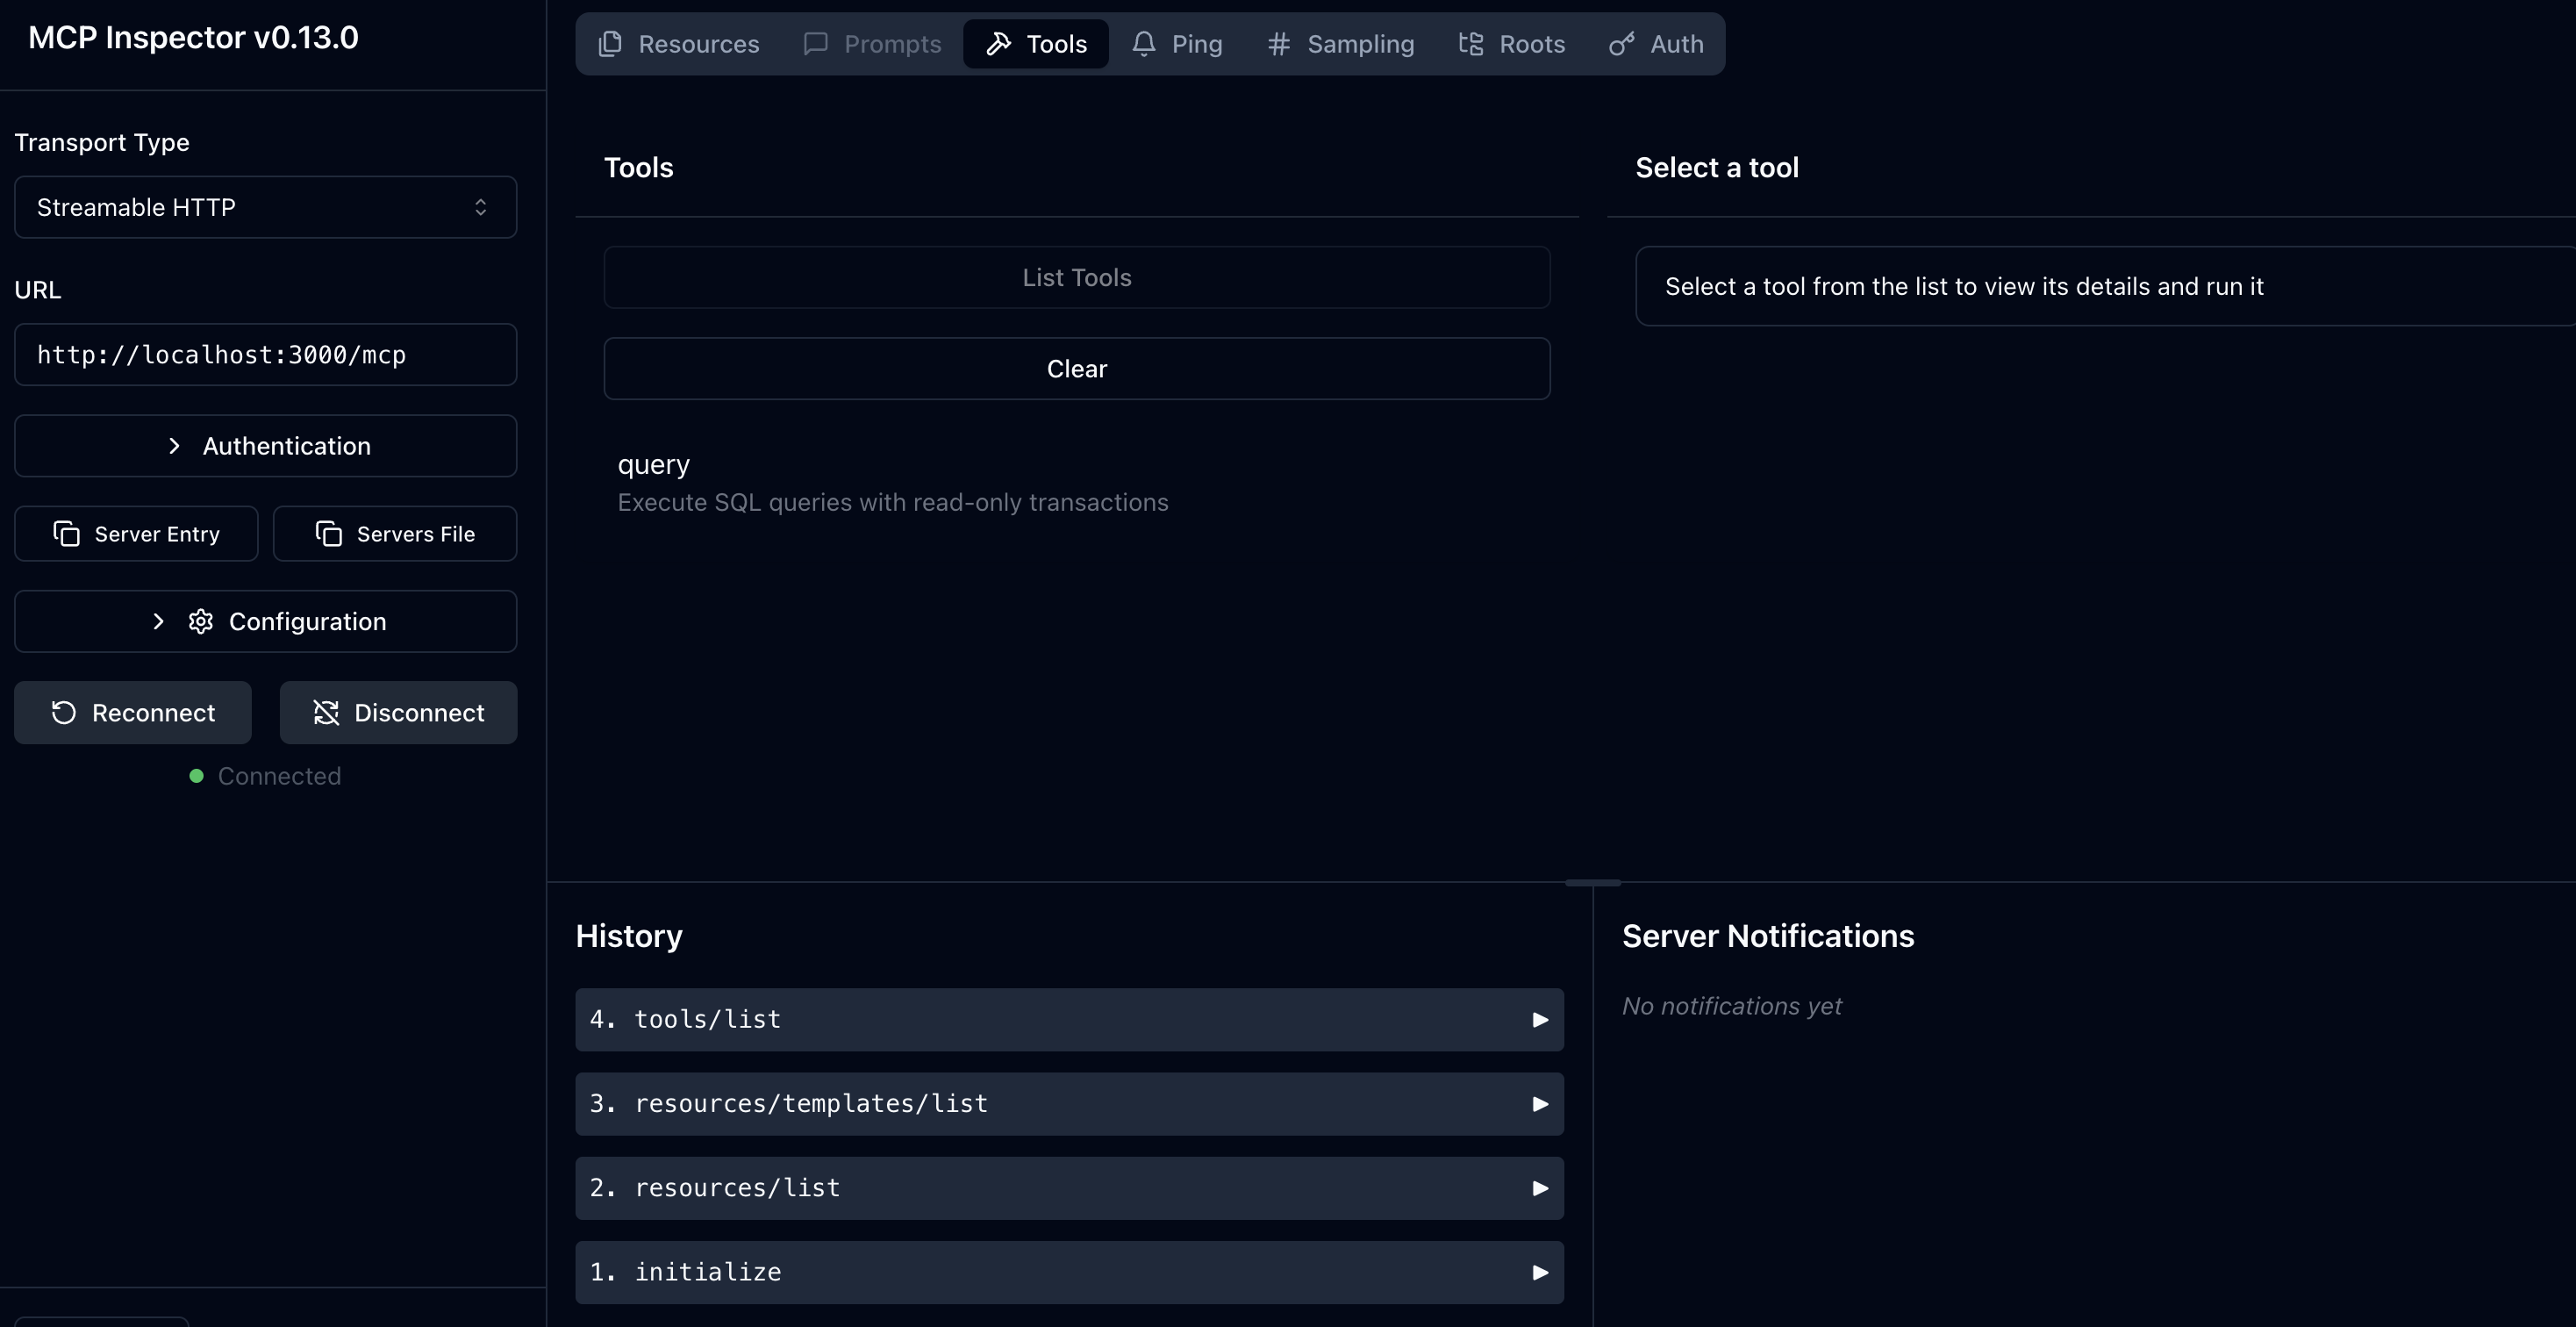 MCP Inspector v0.13.0
Transport Type
Streamable HTTP
URL
http://localhost:3000/mcp
Authentication
Server Entry
Servers File
Configuration
Reconnect
Disconnect
Connected
Resources
Prompts
Tools
Ping
Sampling
Roots
Auth
Tools
List Tools
Clear
query
Execute SQL queries with read-only transactions
Select a tool
Select a tool from the list to view its details and run it
History
4. tools/list
3. resources/templates/list
2. resources/list
1. initialize
Server Notifications
No notifications yet